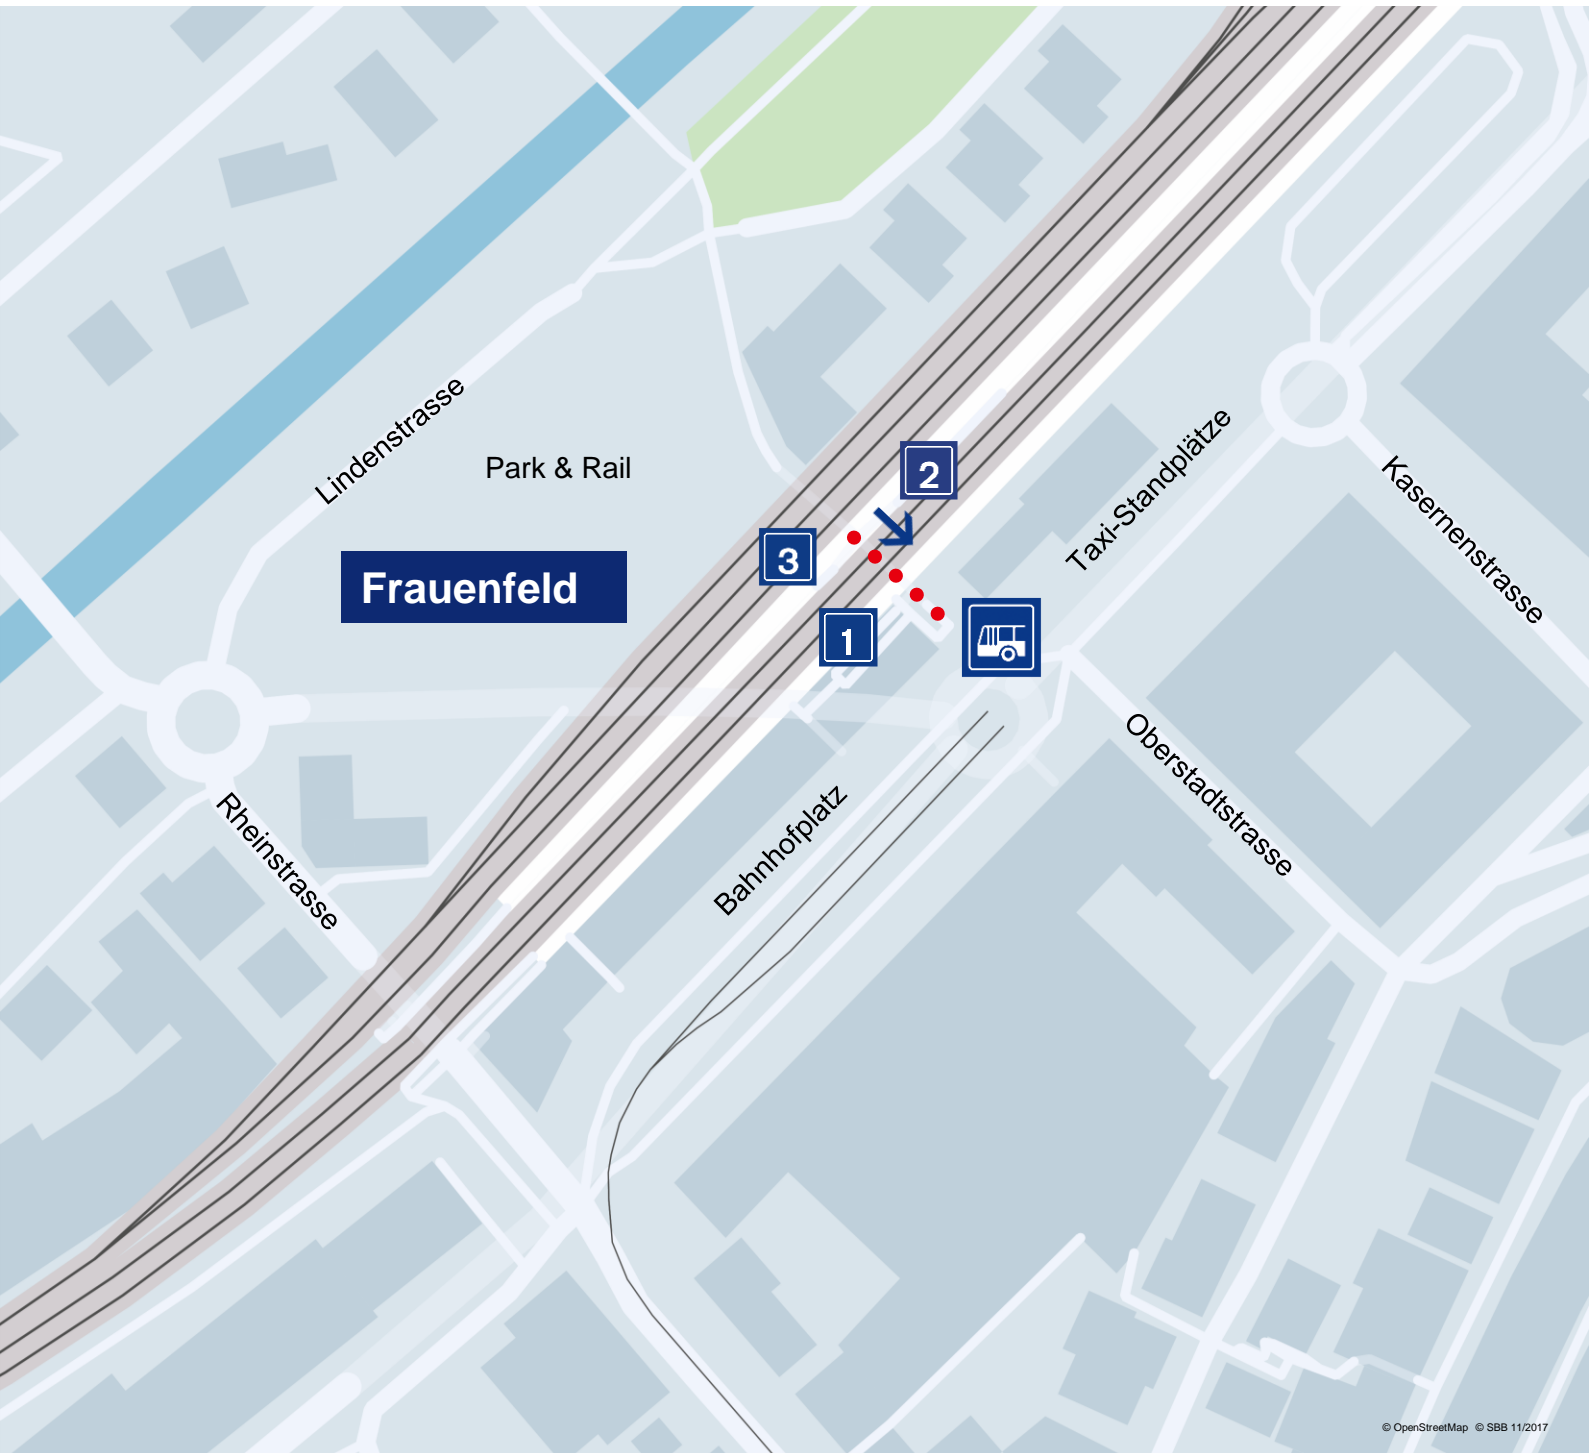 Lindenstrasse
Park & Rail
Taxi-Standplätze
Kasernenstrasse
2
3
Frauenfeld
1
Oberstadtstrasse
Rheinstrasse
Bahnhofplatz
© OpenStreetMap © SBB 11/2017